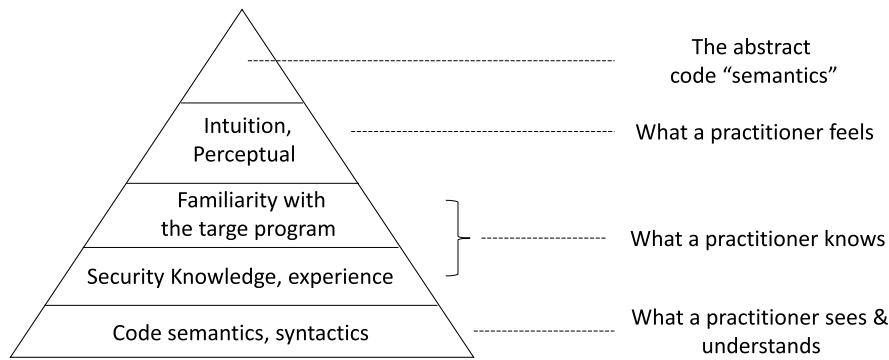 The abstract
code “semantics”
Intuition,
Perceptual
What a practitioner feels
Familiarity with
the targe program
What a practitioner knows
Security Knowledge, experience
Code semantics, syntactics
What a practitioner sees &
understands